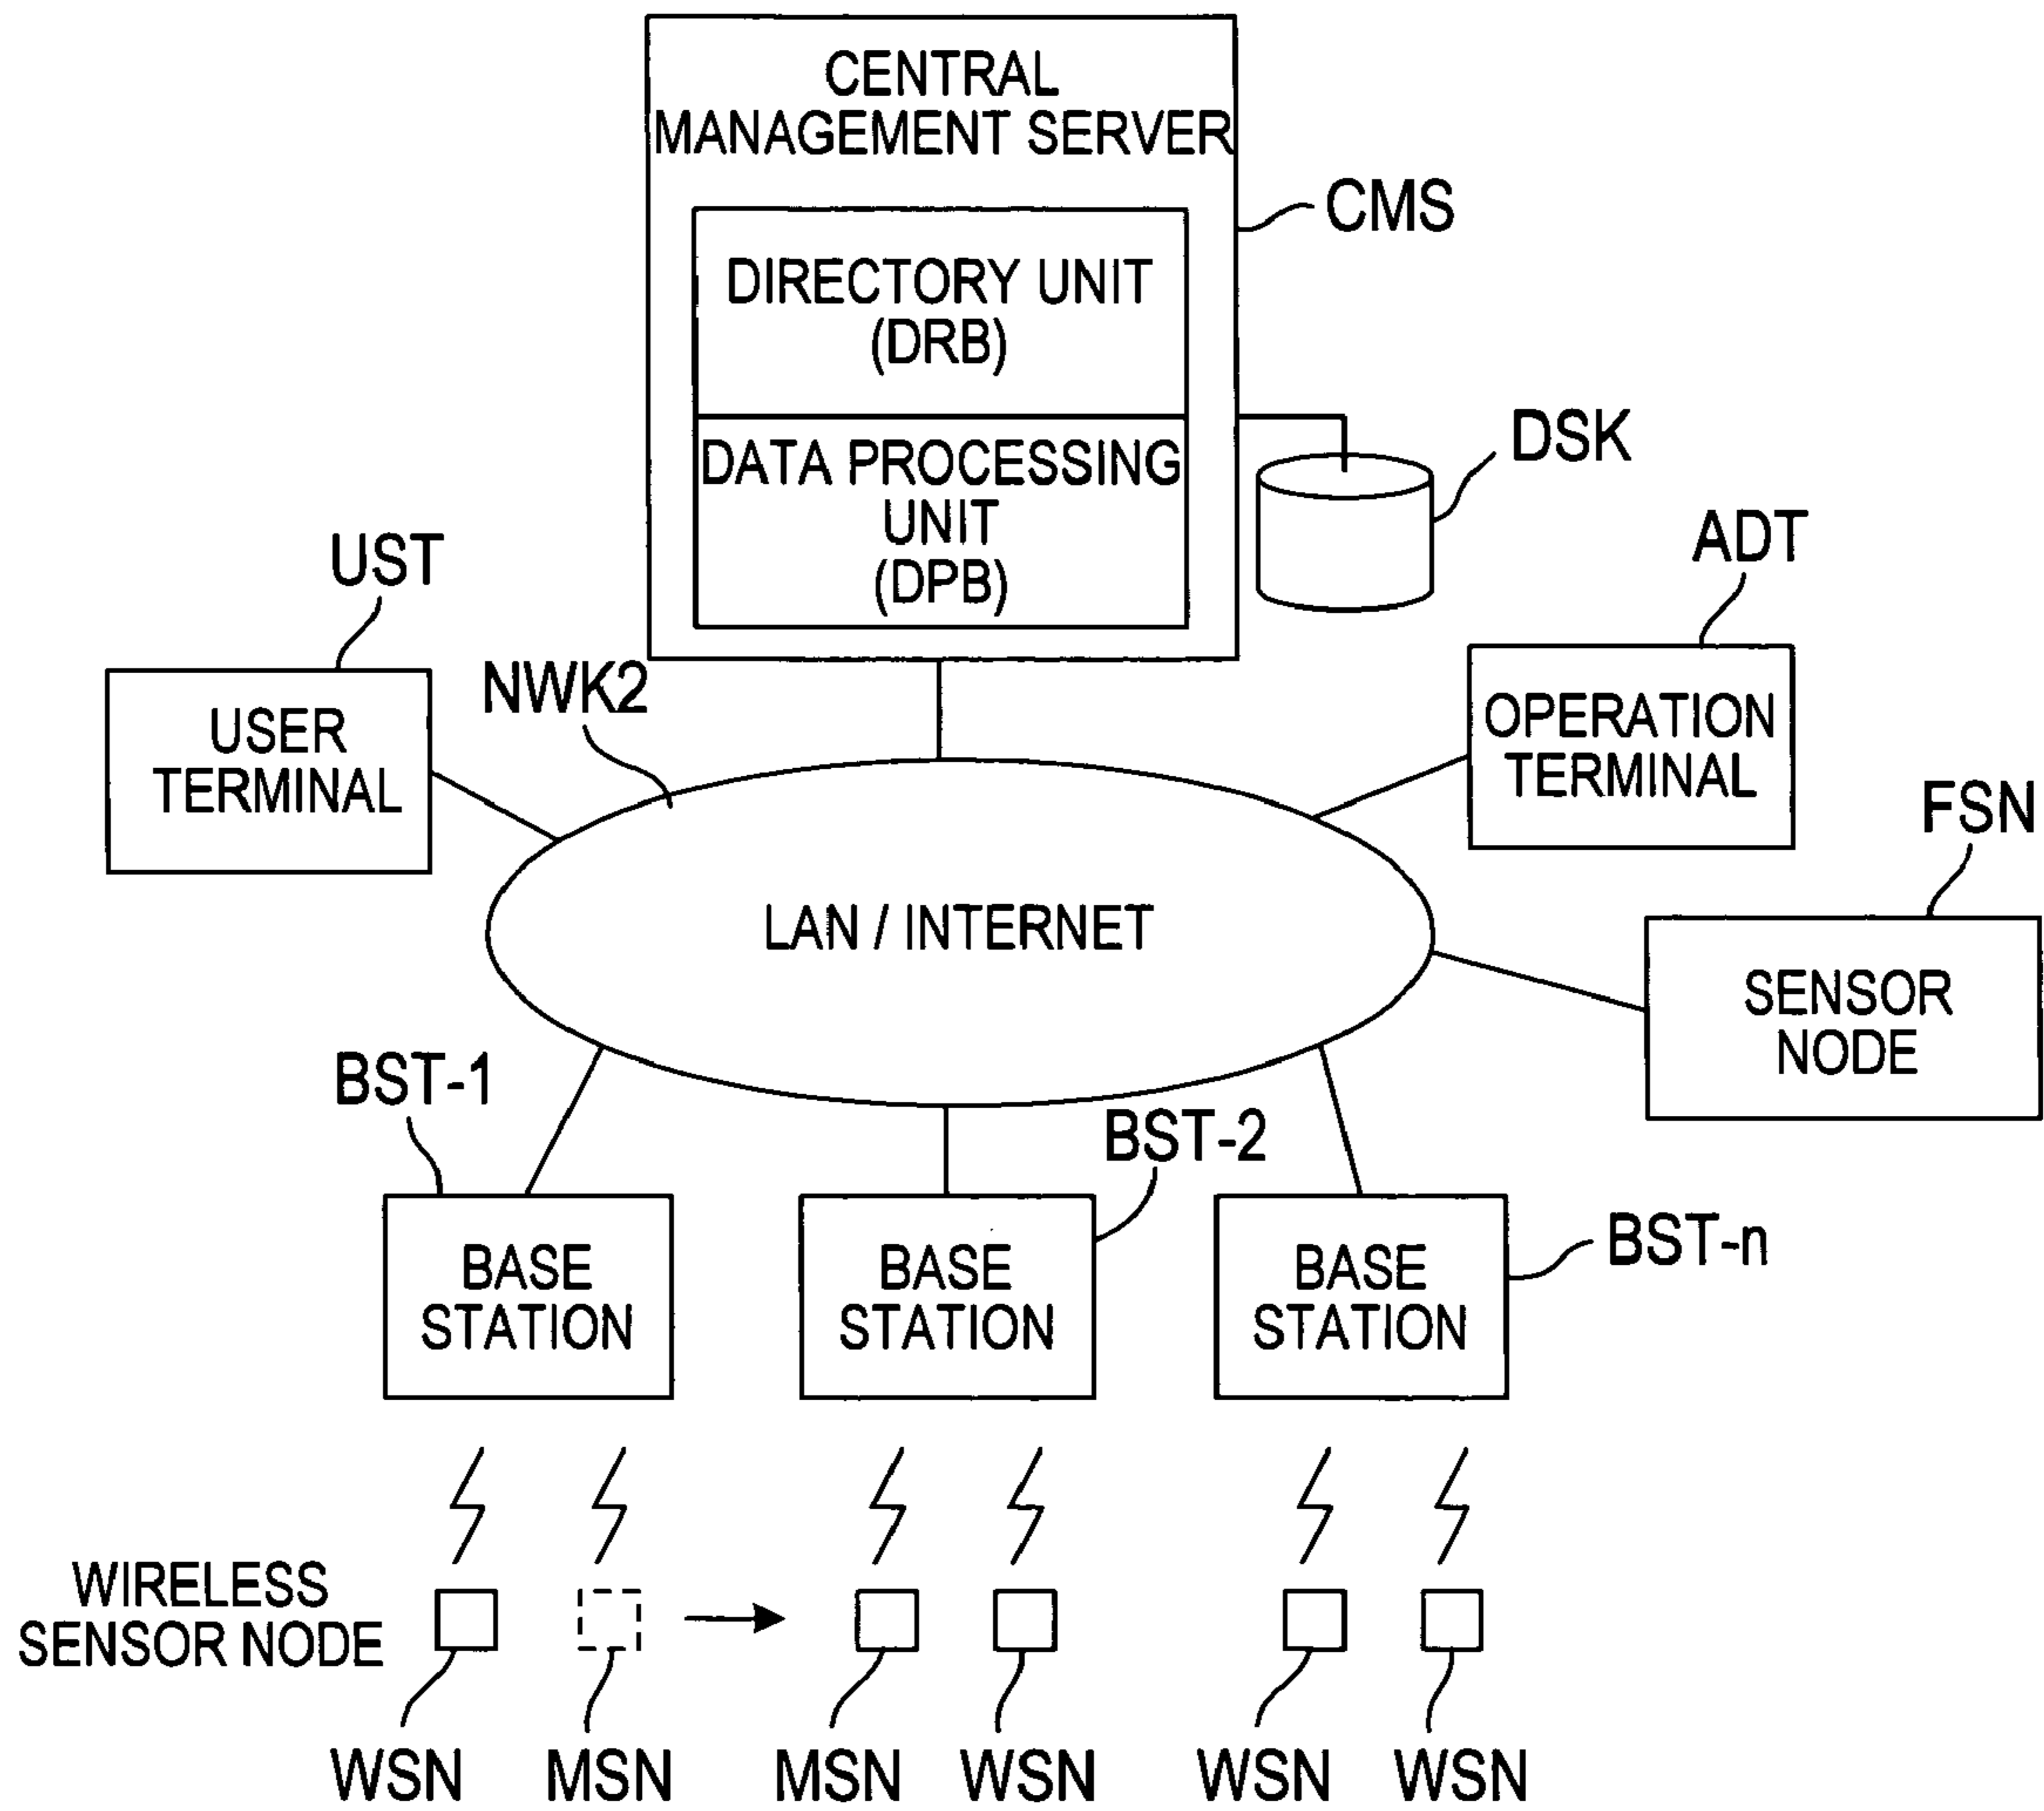 CENTRAL
MANAGEMENT SERVER
CMS
DIRECTORY UNIT
(DRB)
DATA PROCESSING
UNIT
(DPB)
DSK
UST
ADT
NWK2
USER
TERMINAL
OPERATION
TERMINAL
FSN
LAN / INTERNET
SENSOR
NODE
BST-1
BST-2
BST-n
BASE
STATION
BASE
STATION
BASE
STATION
WIRELESS
SENSOR NODE
WSN
MSN
MSN
WSN
WSN
WSN